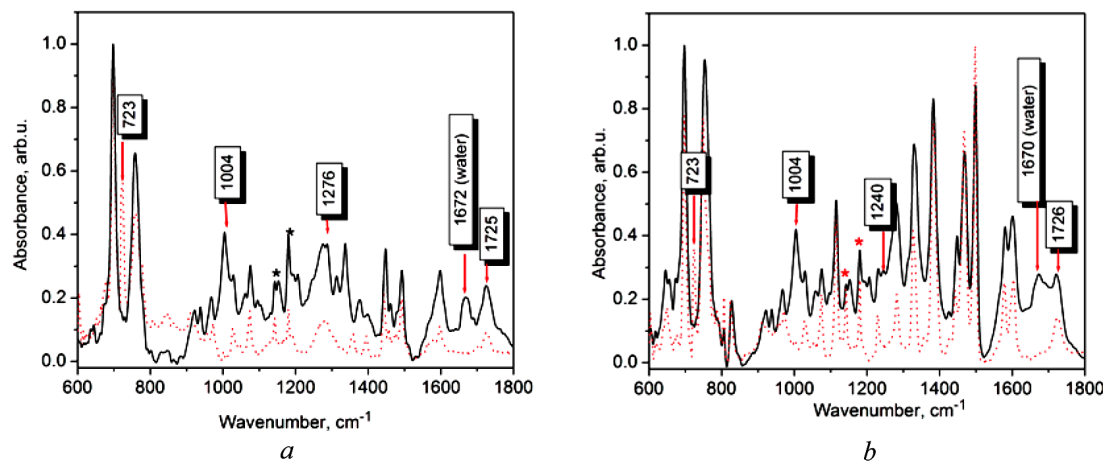 Absorbance, arb.u.
1.0
0.8
0.6
0.4
0.2
0.0
723
1004
1276
1672 (water)
1725
*
*
600 800 1000 1200 1400 1600 1800
Wavenumber, cm-1
a
Absorbance, arb.u.
1.0
0.8
0.6
0.4
0.2
0.0
723
1004
1240
1670 (water)
1726
*
*
600 800 1000 1200 1400 1600 1800
Wavenumber, cm-1
b